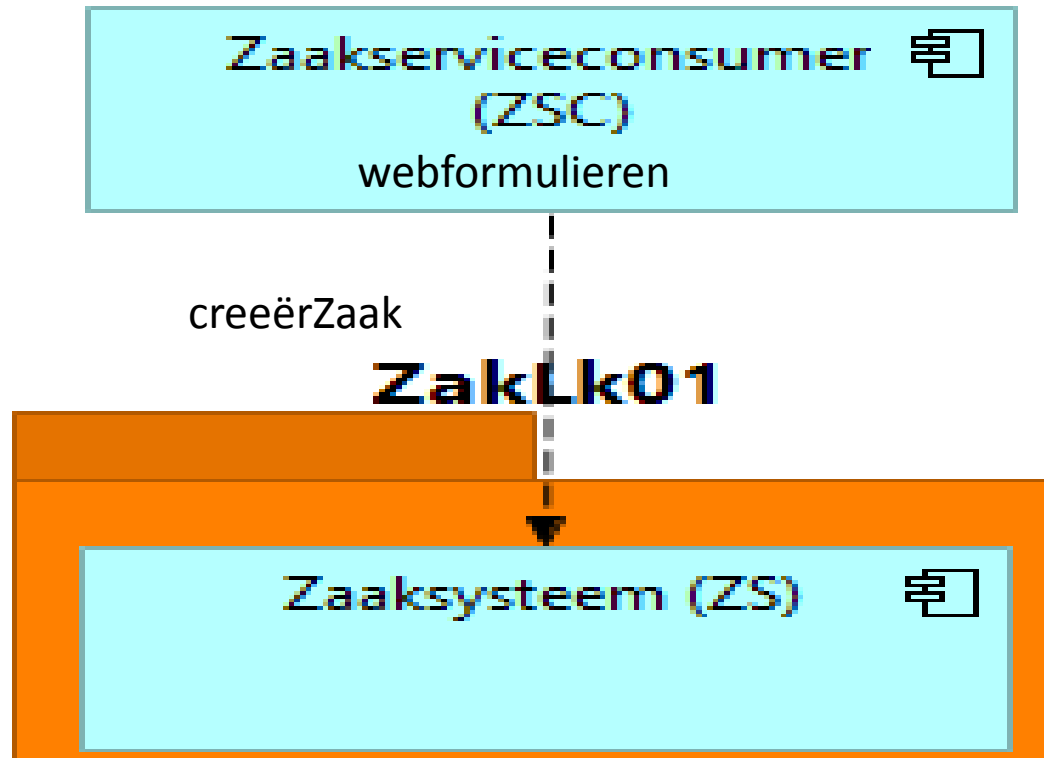 Zaakserviceconsumer
(ZSC)
webformulieren
creeërZaak
ZakLk01
Zaaksysteem (ZS)